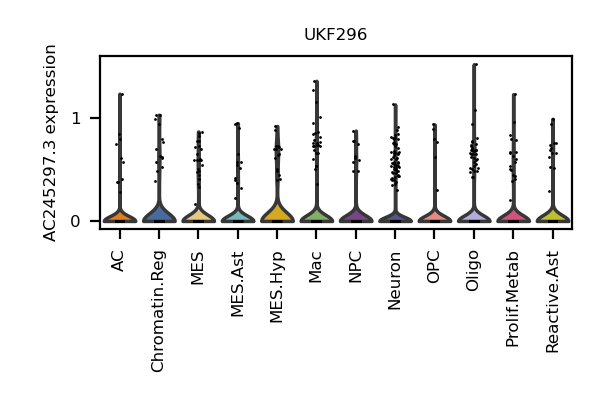 UKF296
AC245297.3 expression
1
0
AC
Chromatin.Reg
MES
MES.Ast
MES.Hyp
Mac
NPC
Neuron
OPC
Oligo
Prolif.Metab
Reactive.Ast